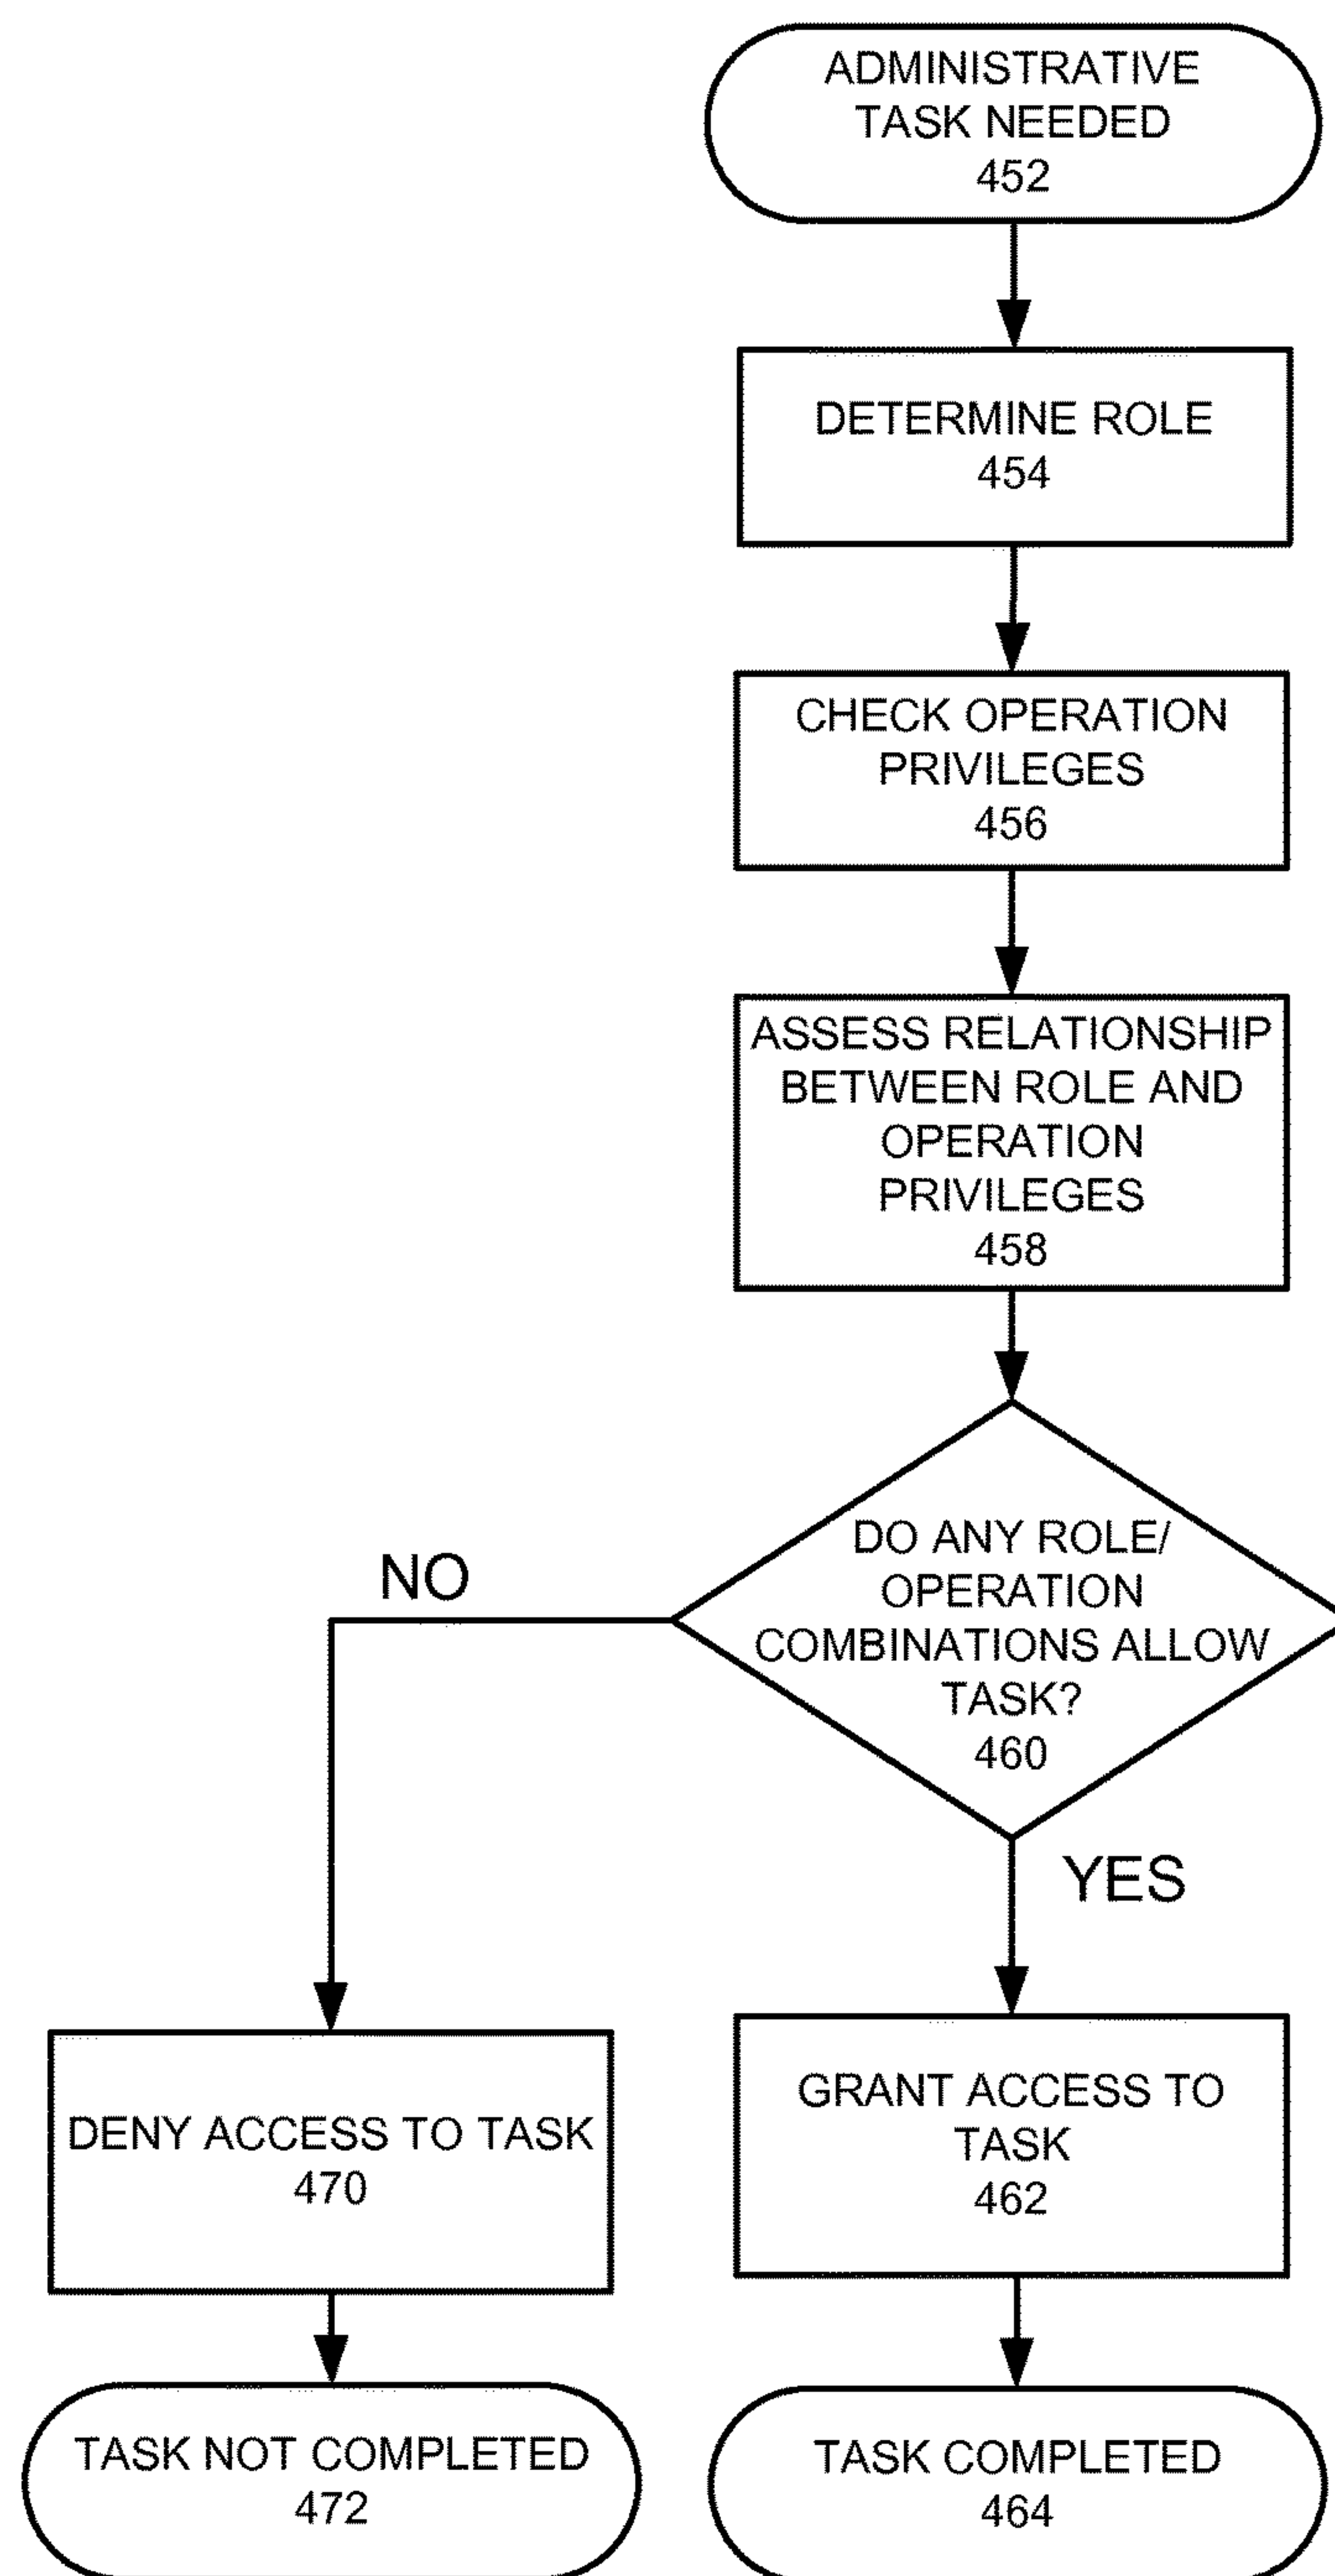 ADMINISTRATIVE
TASK NEEDED
452
DETERMINE ROLE
454
CHECK OPERATION
PRIVILEGES
456
ASSESS RELATIONSHIP
BETWEEN ROLE AND
OPERATION
PRIVILEGES
458
DO ANY ROLE/
OPERATION
COMBINATIONS ALLOW
TASK?
460
NO
YES
DENY ACCESS TO TASK
470
GRANT ACCESS TO
TASK
462
TASK NOT COMPLETED
472
TASK COMPLETED
464